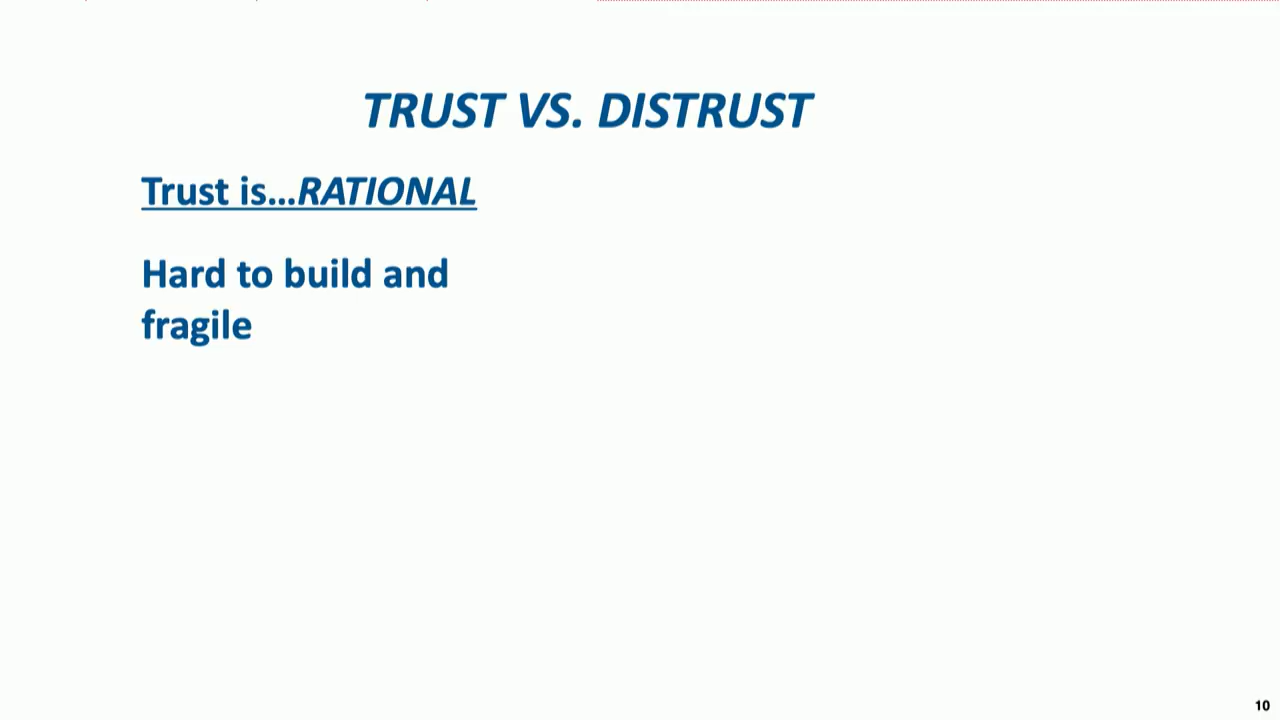 TRUST VS. DISTRUST
Trust is...RATIONAL
Hard to build and
fragile
10